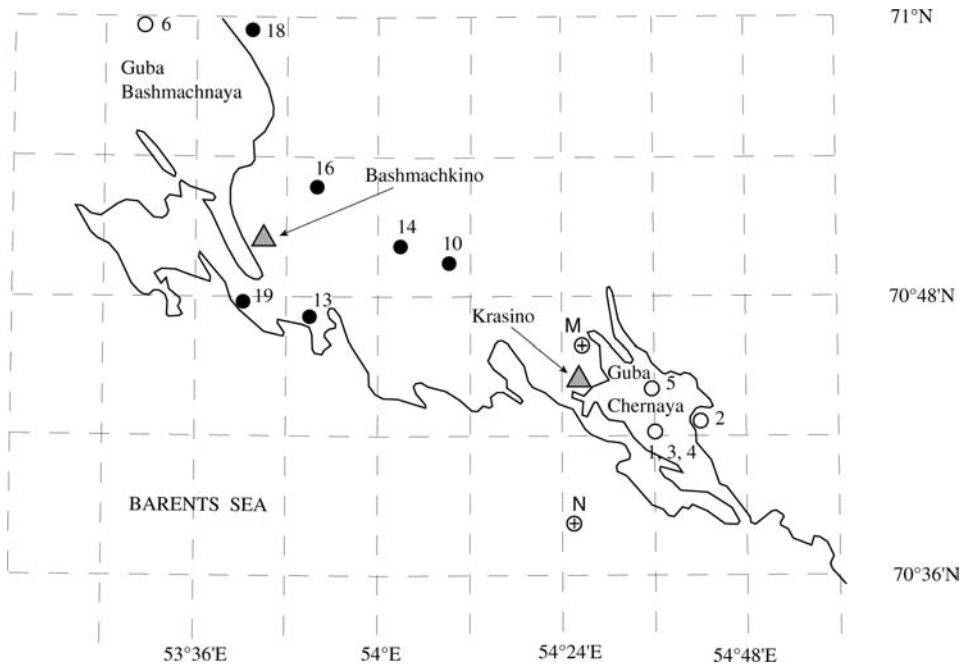 6
18
71°N
Guba
Bashmachnaya
16
Bashmachkino
14
10
19
13
70°48'N
Krasino
M
Guba
5
Chernaya
2
1, 3, 4
BARENTS SEA
N
70°36'N
53°36'E
54°E
54°24'E
54°48'E